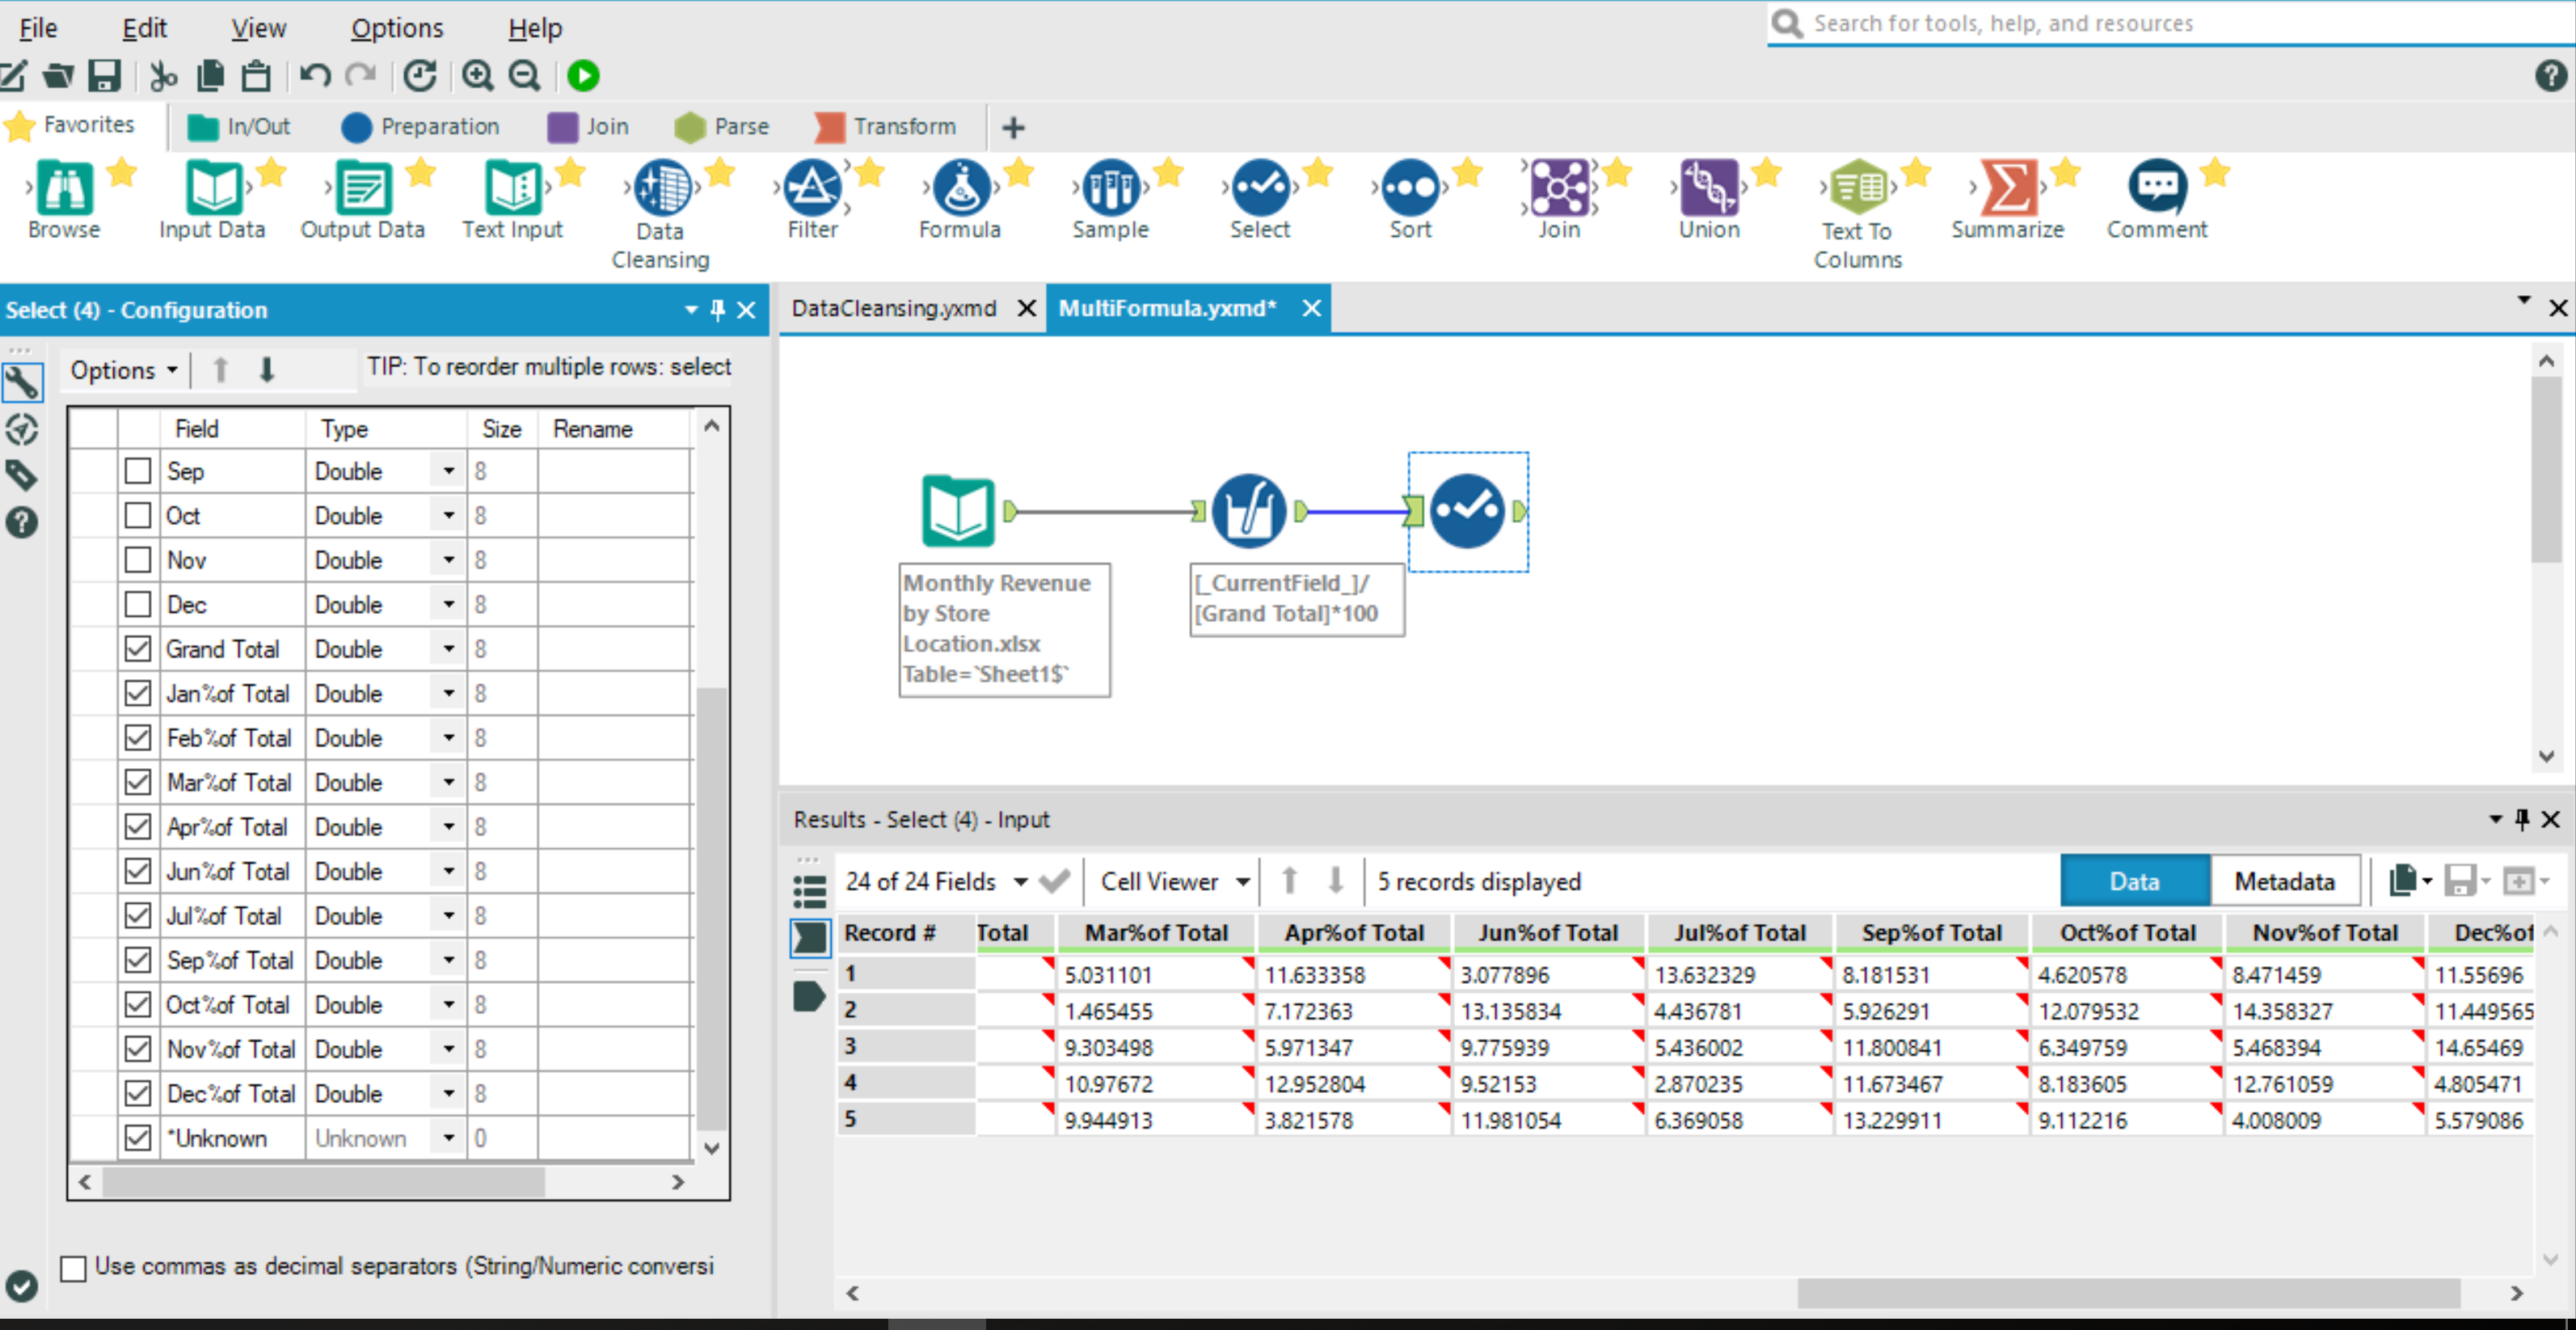 File Edit View Options Help
Search for tools, help, and resources
Favorites In/Out Preparation Join Parse Transform
Browse Input Data Output Data Text Input Data Cleansing Filter Formula Sample Select Sort Join Union Text To Columns Summarize Comment
Select (4) - Configuration
DataCleansing.yxmd MultiFormula.yxmd*
Options TIP: To reorder multiple rows: select
Field Type Size Rename
Sep Double 8
Oct Double 8
Nov Double 8
Dec Double 8
Grand Total Double 8
Jan%of Total Double 8
Feb%of Total Double 8
Mar%of Total Double 8
Apr%of Total Double 8
Jun%of Total Double 8
Jul%of Total Double 8
Sep%of Total Double 8
Oct%of Total Double 8
Nov%of Total Double 8
Dec%of Total Double 8
*Unknown Unknown 0
Use commas as decimal separators (String/Numeric conversi
Monthly Revenue
by Store
Location.xlsx
Table=`Sheet1$`
[_CurrentField_]/
[Grand Total]*100
Results - Select (4) - Input
24 of 24 Fields Cell Viewer 5 records displayed Data Metadata
Record # Total Mar%of Total Apr%of Total Jun%of Total Jul%of Total Sep%of Total Oct%of Total Nov%of Total Dec%of
1 5.031101 11.633358 3.077896 13.632329 8.181531 4.620578 8.471459 11.55696
2 1.465455 7.172363 13.135834 4.436781 5.926291 12.079532 14.358327 11.449565
3 9.303498 5.971347 9.775939 5.436002 11.800841 6.349759 5.468394 14.65469
4 10.97672 12.952804 9.52153 2.870235 11.673467 8.183605 12.761059 4.805471
5 9.944913 3.821578 11.981054 6.369058 13.229911 9.112216 4.008009 5.579086